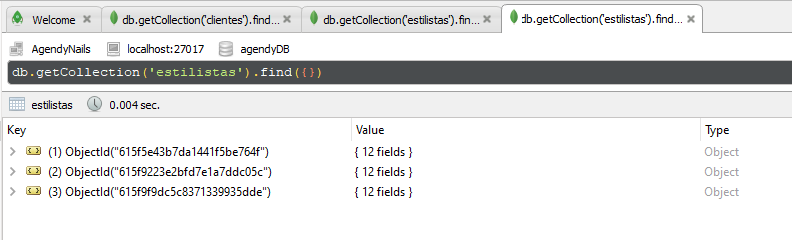 Welcome db.getCollection('clientes').find... db.getCollection('estilistas').fin... db.getCollection('estilistas').find...
AgendyNails localhost:27017 agendyDB
db.getCollection('estilistas').find({})
estilistas 0.004 sec.
Key Value Type
(1) ObjectId("615f5e43b7da1441f5be764f") { 12 fields } Object
(2) ObjectId("615f9223e2bfd7e1a7ddc05c") { 12 fields } Object
(3) ObjectId("615f9f9dc5c8371339935dde") { 12 fields } Object